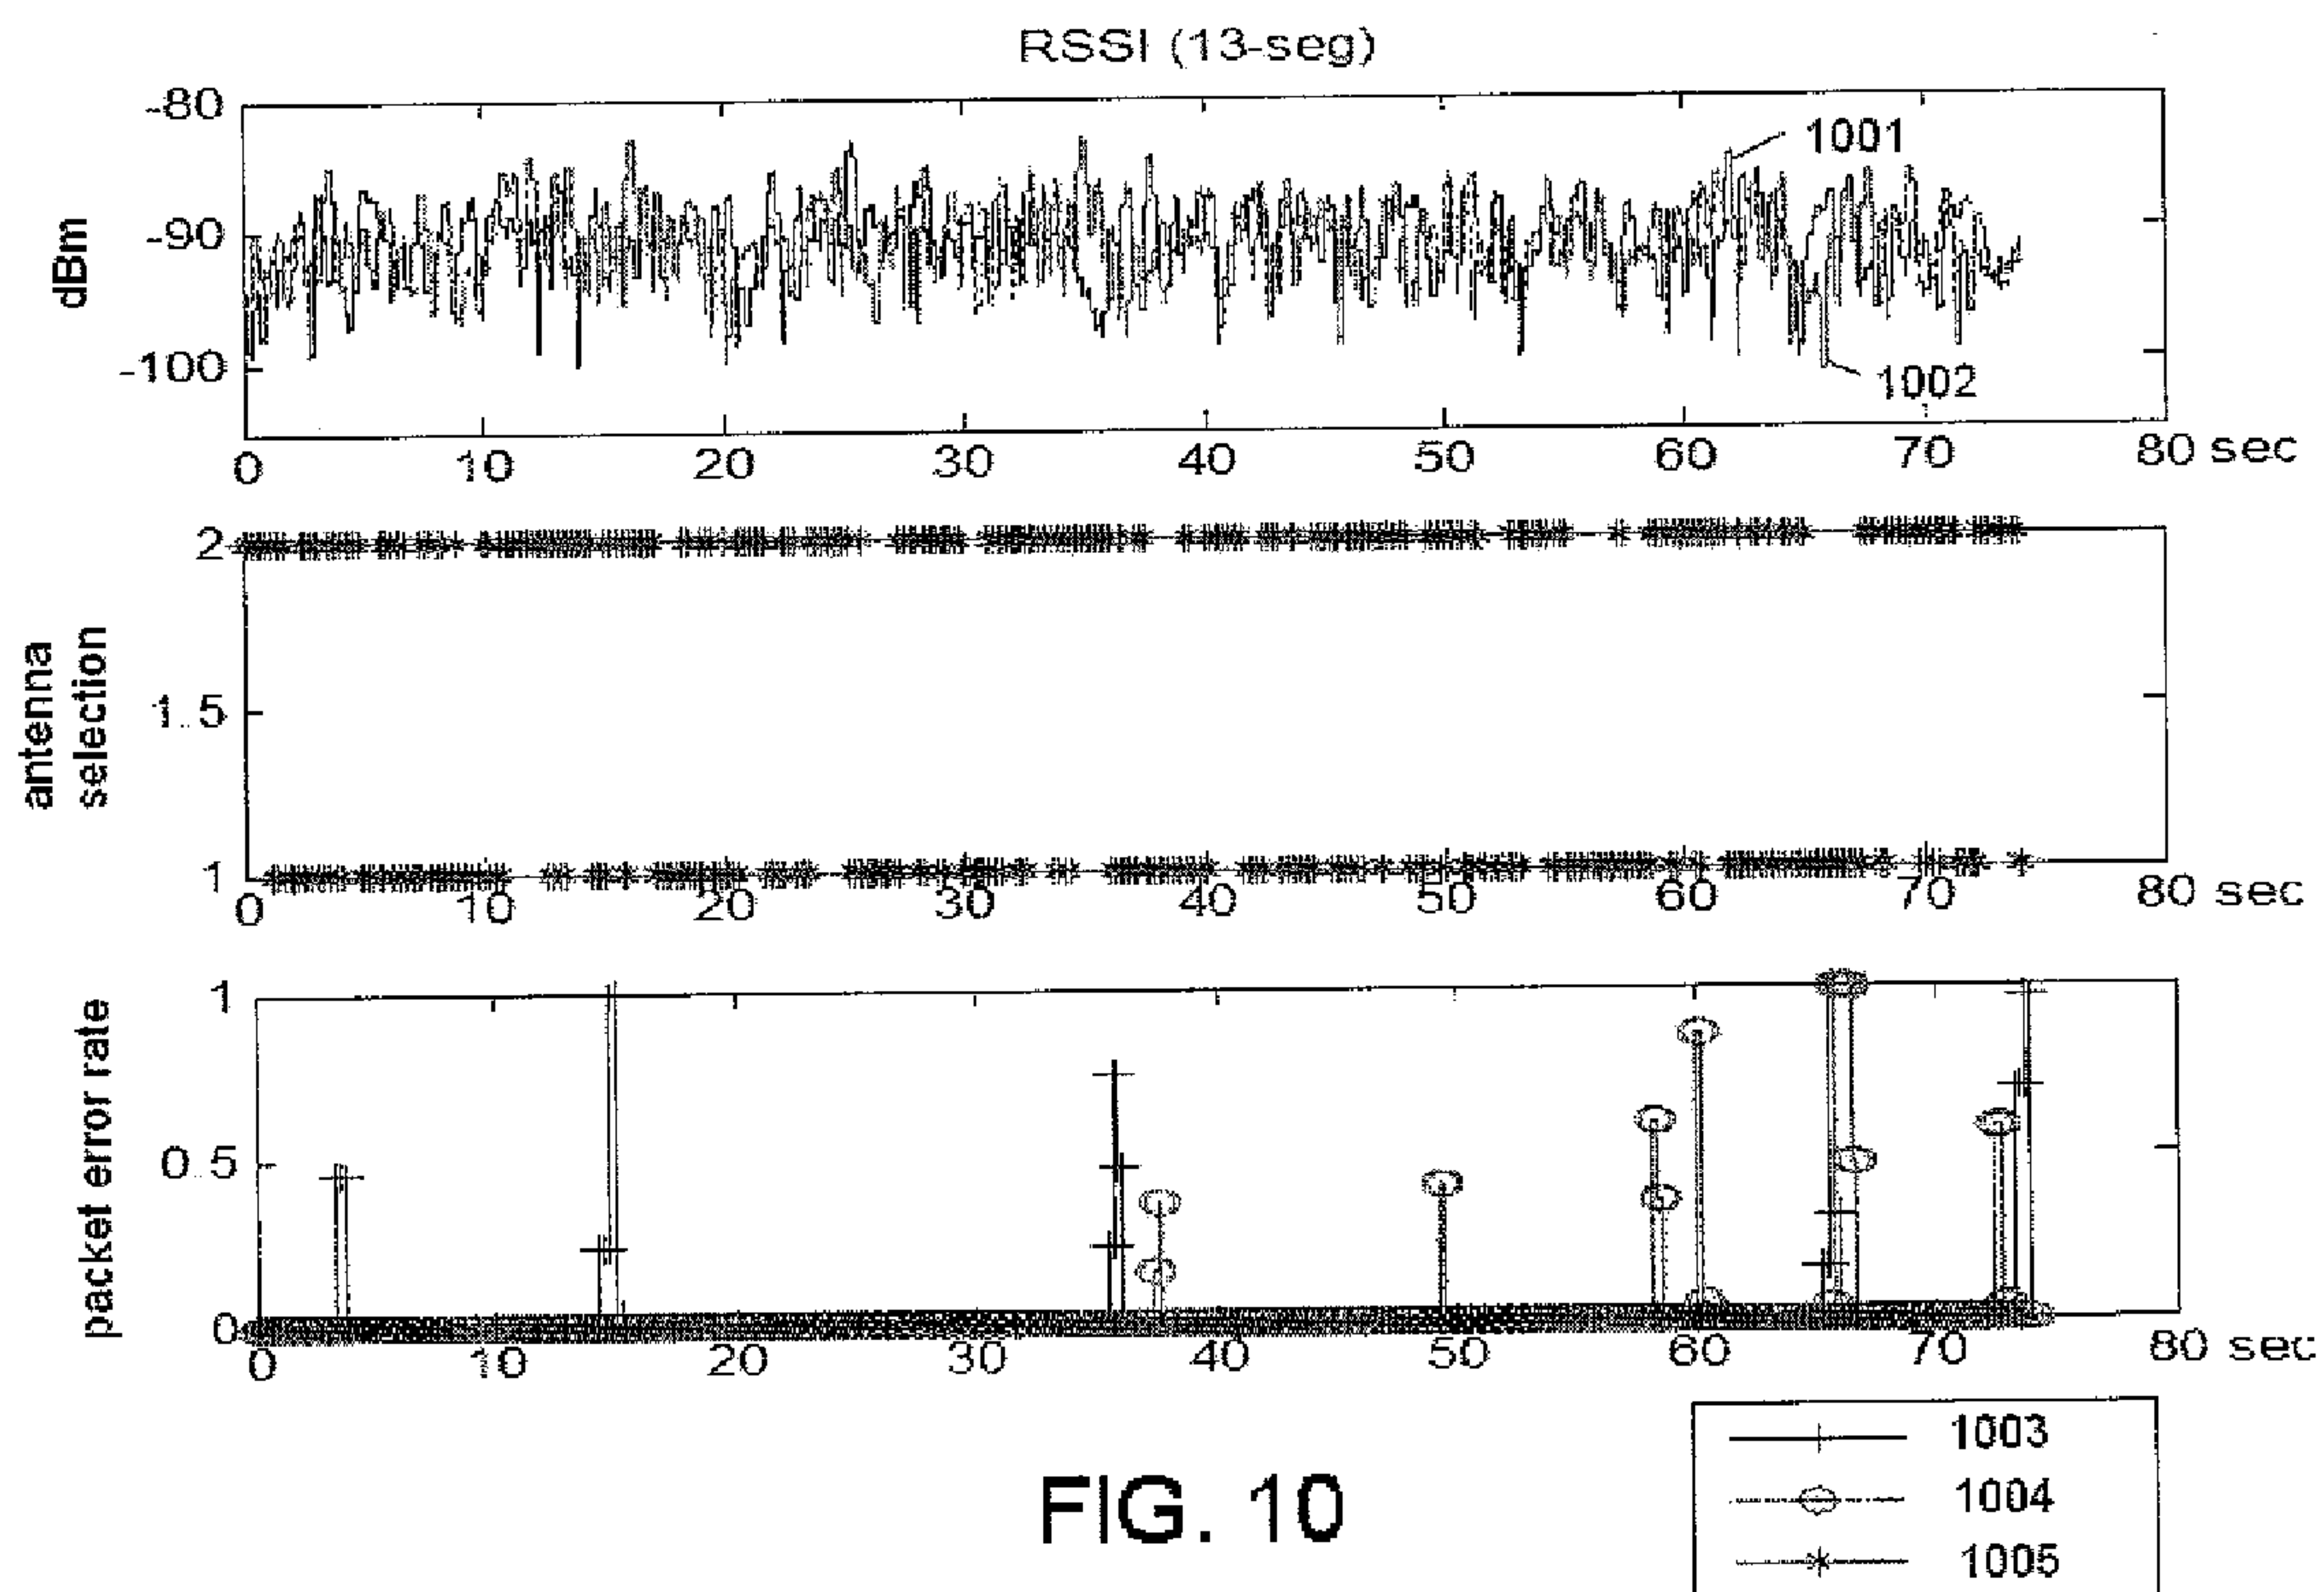 RSSI (13-seg)
-80
-90
-100
dBm
1001
1002
0 10 20 30 40 50 60 70 80 sec
2
1.5
1
antenna
selection
0 10 20 30 40 50 60 70 80 sec
1
0.5
0
packet error rate
0 10 20 30 40 50 60 70 80 sec
1003
1004
1005
FIG. 10